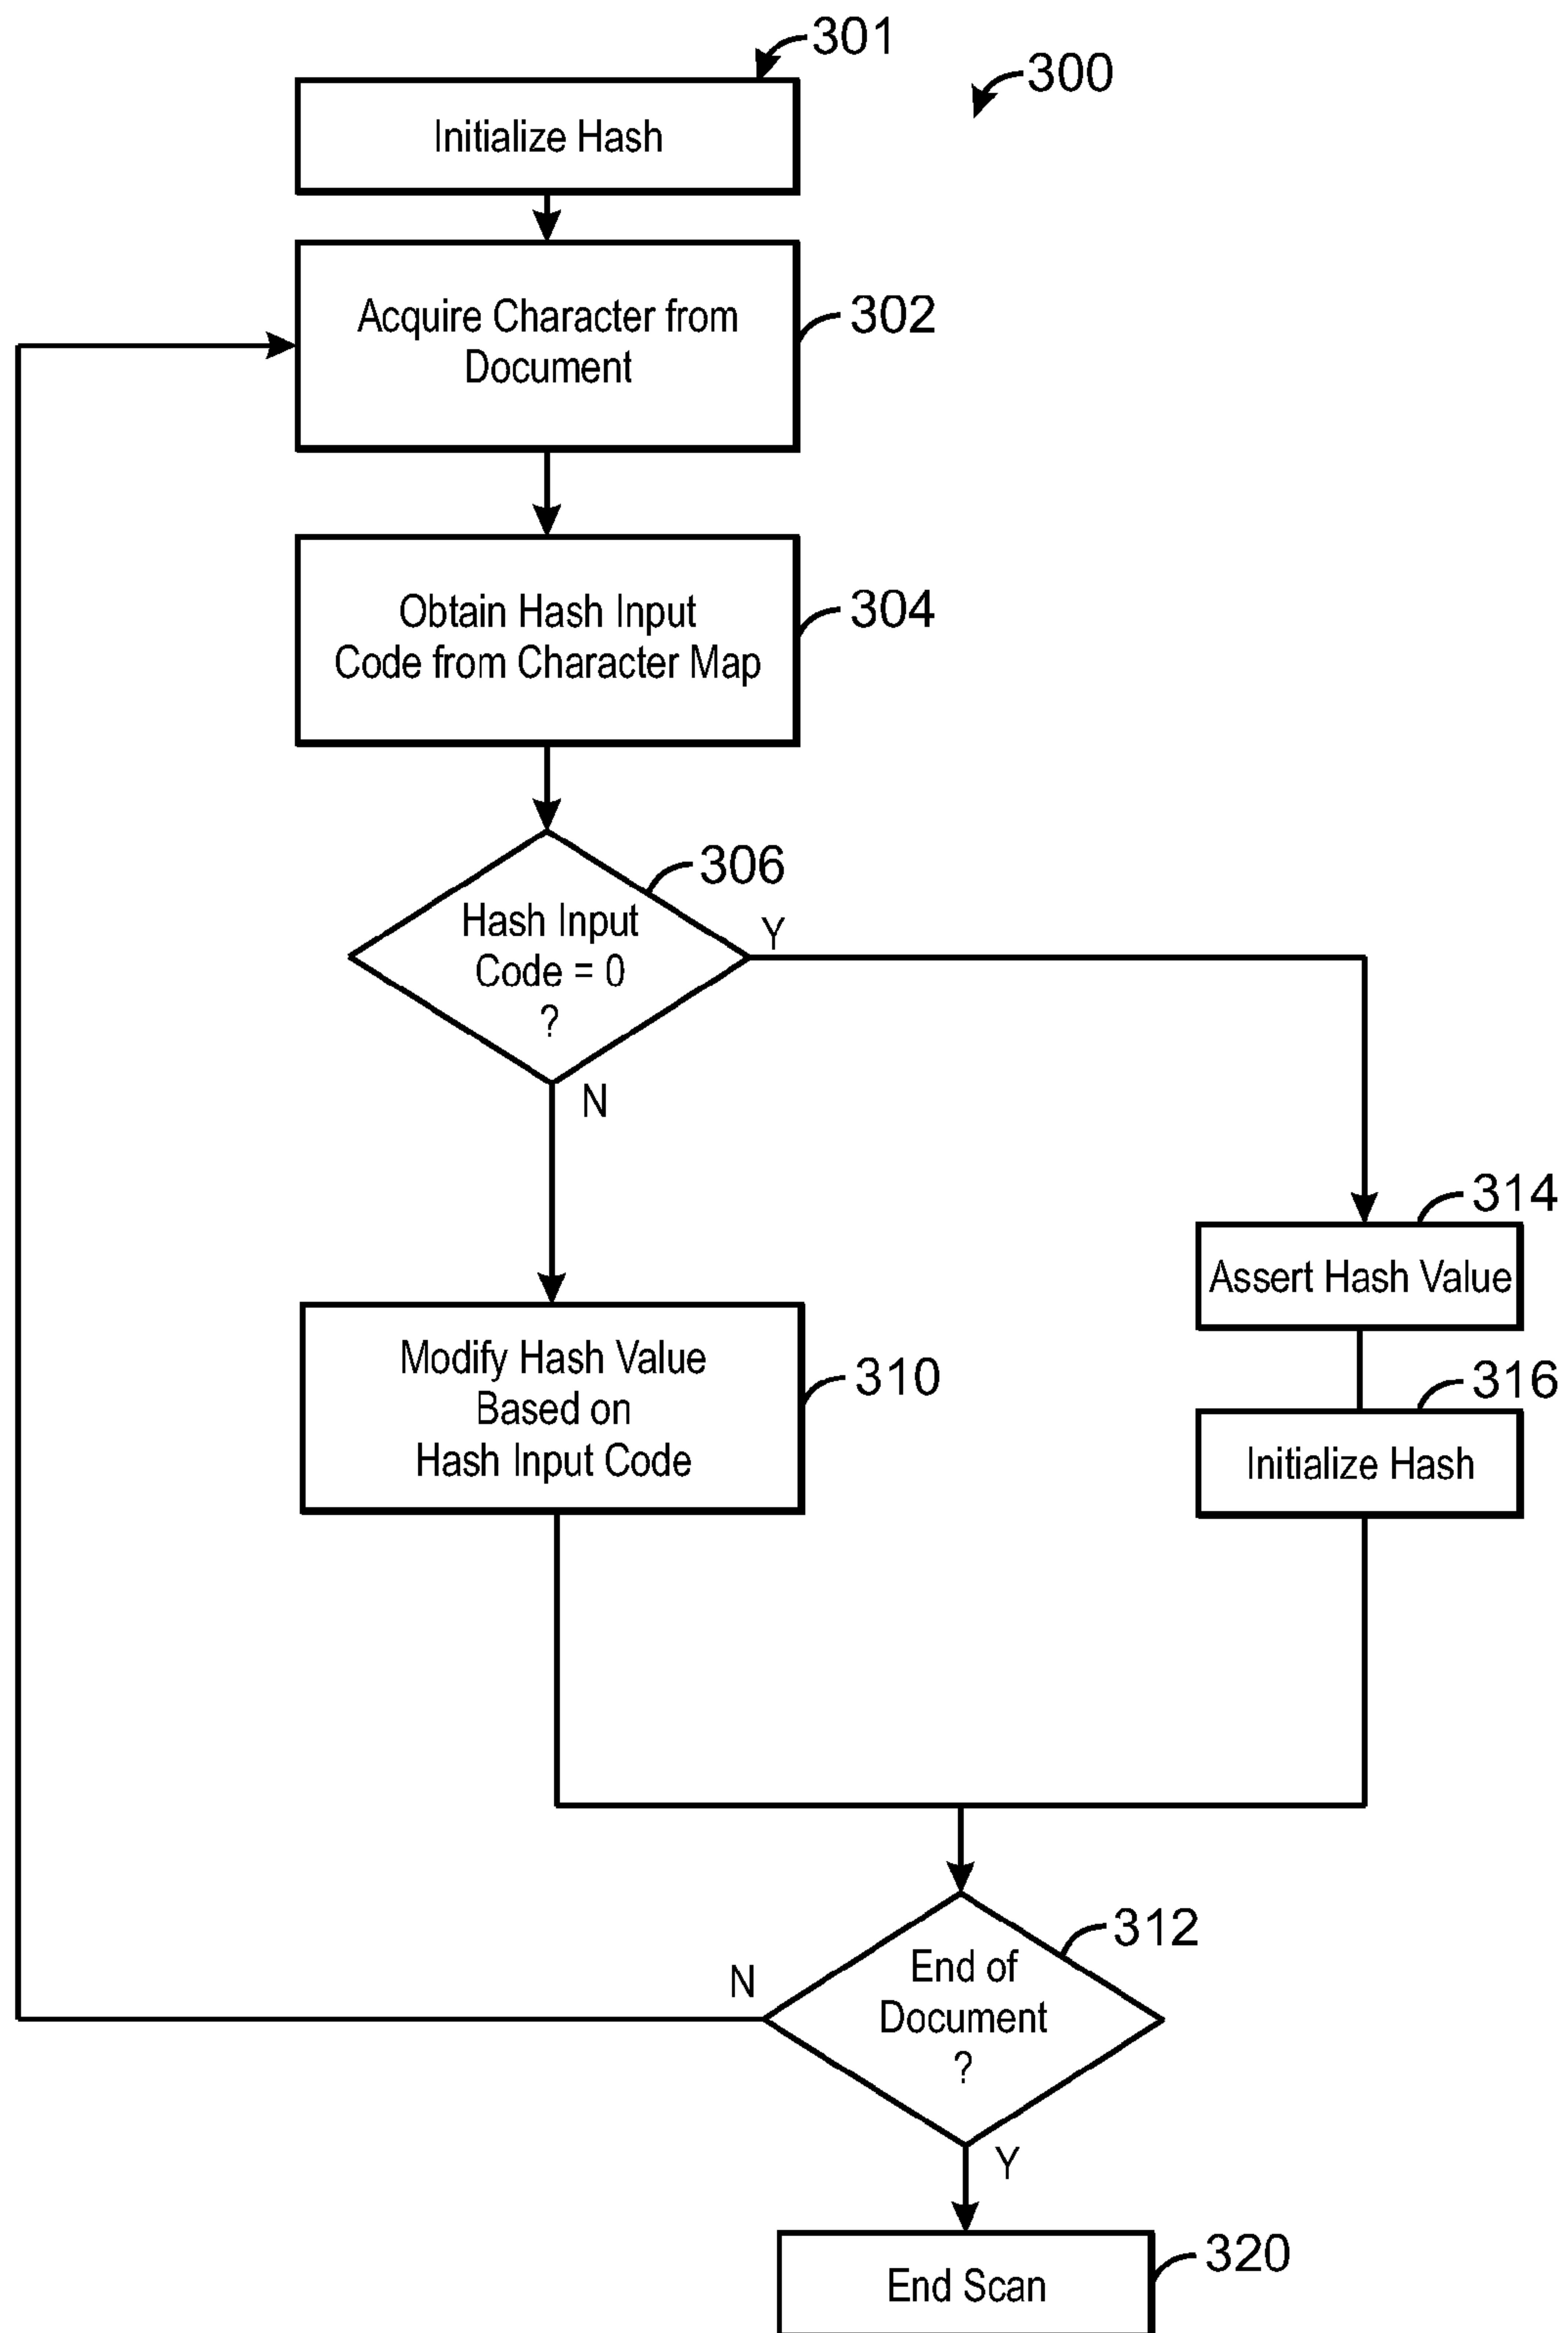 301
300
Initialize Hash
Acquire Character from
Document
302
Obtain Hash Input
Code from Character Map
304
306
Hash Input
Code = 0
?
Y
N
314
Assert Hash Value
Modify Hash Value
Based on
Hash Input Code
310
316
Initialize Hash
312
End of
Document
?
N
Y
320
End Scan